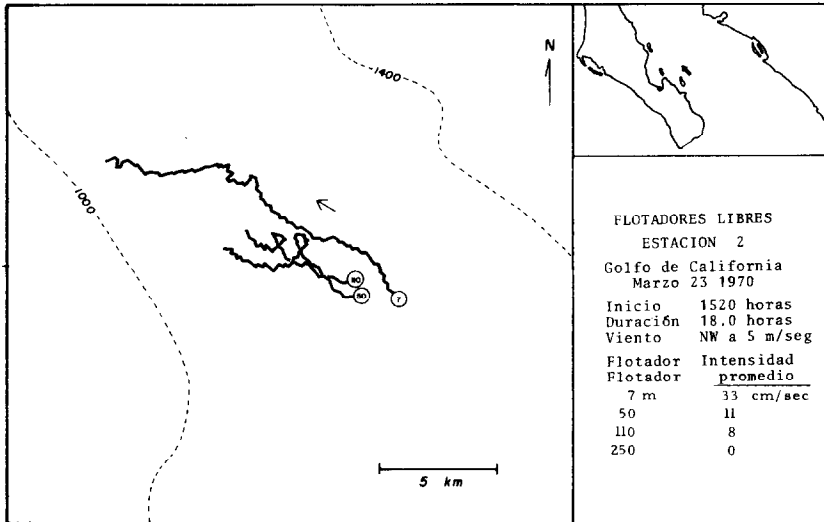 N
1400
1000
110
50
7
5 km
FLOTADORES LIBRES
ESTACION 2
Golfo de California
Marzo 23 1970
Inicio 1520 horas
Duración 18.0 horas
Viento NW a 5 m/seg
Flotador Intensidad
Flotador promedio
7 m 33 cm/sec
50 11
110 8
250 0